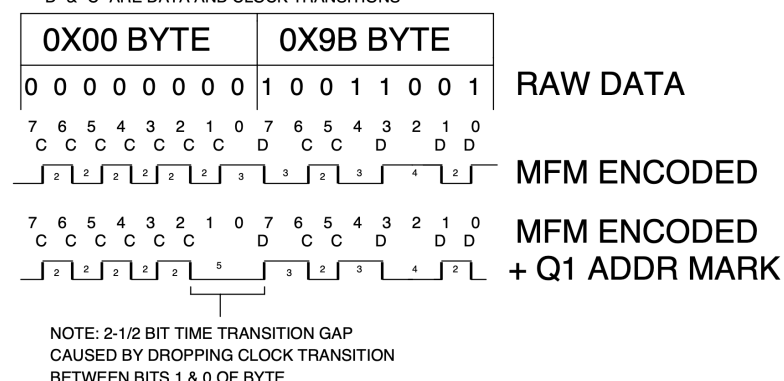 "D" & "C" ARE DATA AND CLOCK TRANSITIONS
0X00 BYTE 0X9B BYTE
0 0 0 0 0 0 0 0 1 0 0 1 1 0 0 1 RAW DATA
7 6 5 4 3 2 1 0 7 6 5 4 3 2 1 0
C C C C C C C D C C D D D
2 2 2 2 2 2 3 3 2 3 4 2 MFM ENCODED
7 6 5 4 3 2 1 0 7 6 5 4 3 2 1 0 MFM ENCODED
C C C C C C D C C D D D
2 2 2 2 2 5 3 2 3 4 2 + Q1 ADDR MARK
NOTE: 2-1/2 BIT TIME TRANSITION GAP
CAUSED BY DROPPING CLOCK TRANSITION
BETWEEN BITS 1 & 0 OF BYTE